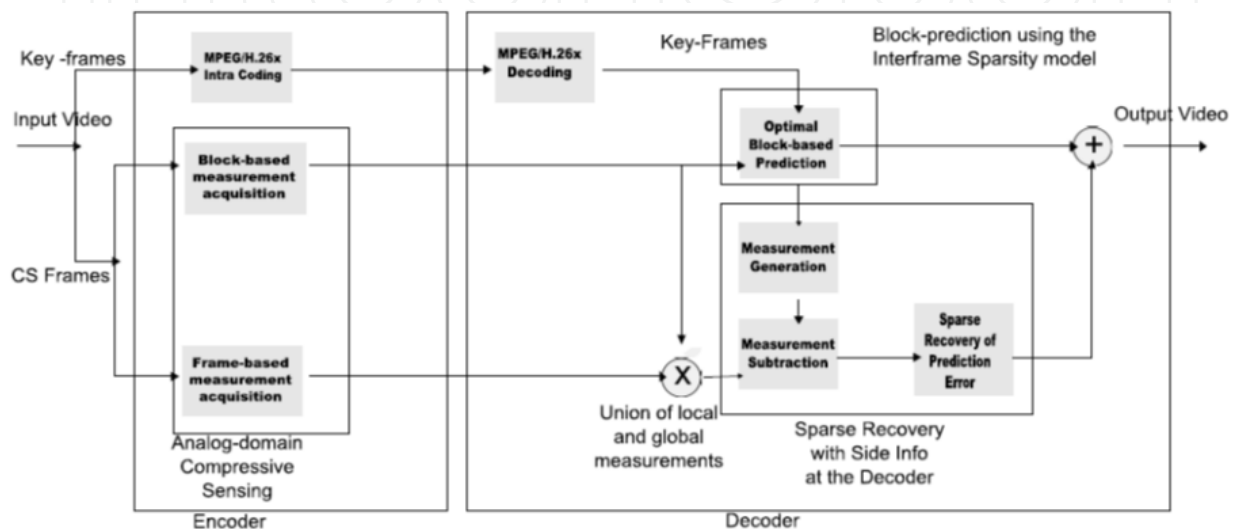 Key -frames
Input Video
CS Frames
MPEG/H.26x
Intra Coding
Block-based
measurement
acquisition
Frame-based
measurement
acquisition
Analog-domain
Compressive
Sensing
Encoder
MPEG/H.26x
Decoding
Key-Frames
Block-prediction using the
Interframe Sparsity model
Optimal
Block-based
Prediction
Measurement
Generation
Measurement
Subtraction
Sparse
Recovery of
Prediction
Error
X
Union of local
and global
measurements
Sparse Recovery
with Side Info
at the Decoder
+
Output Video
Decoder